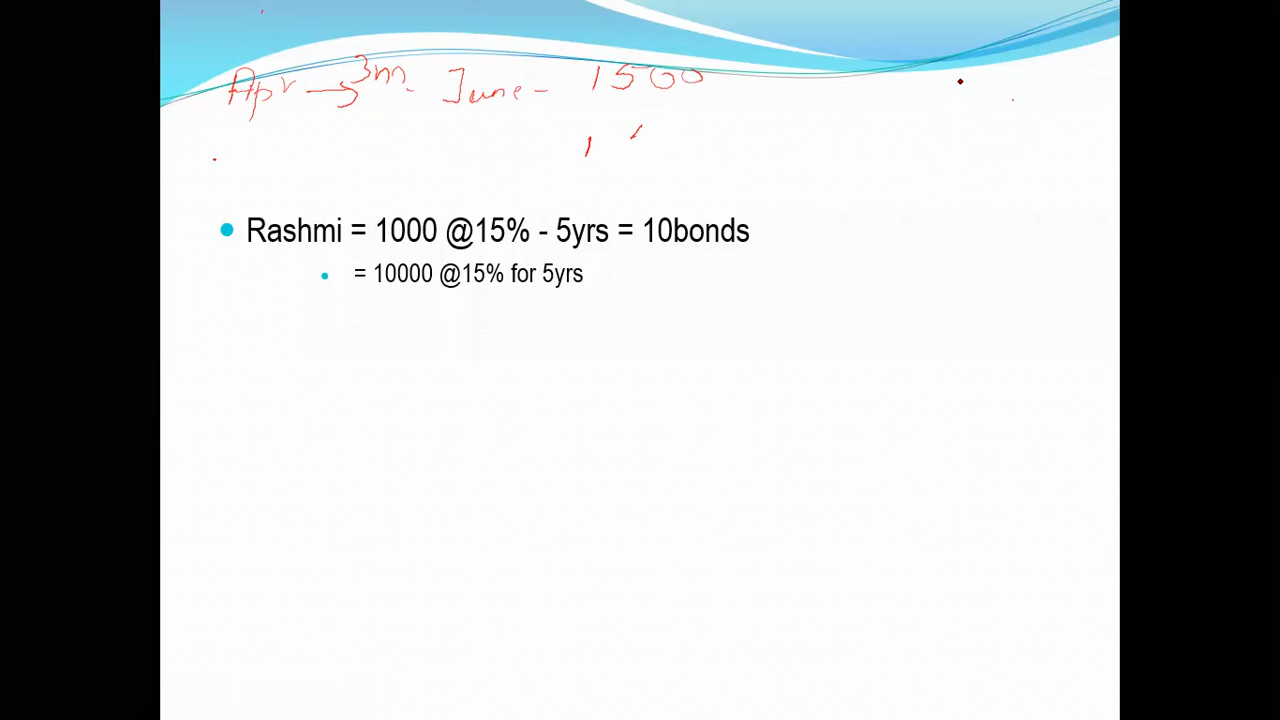 Apr → 3m. June - 1500
Rashmi = 1000 @15% - 5yrs = 10bonds
= 10000 @15% for 5yrs